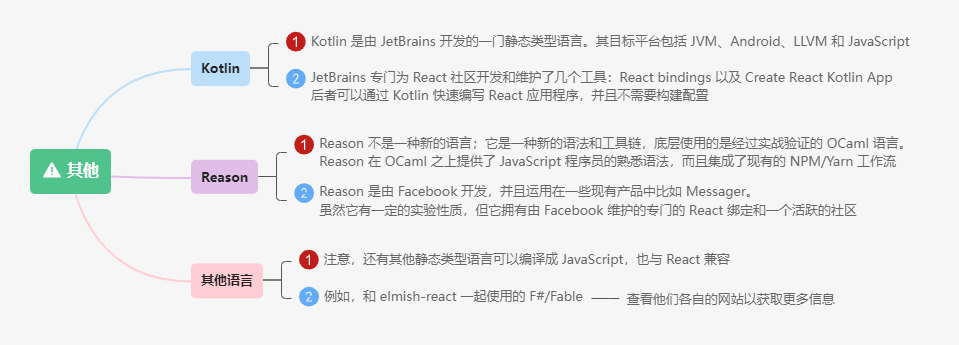 其他
Kotlin
1 Kotlin 是由 JetBrains 开发的一门静态类型语言。其目标平台包括 JVM、Android、LLVM 和 JavaScript
2 JetBrains 专门为 React 社区开发和维护了几个工具：React bindings 以及 Create React Kotlin App
后者可以通过 Kotlin 快速编写 React 应用程序，并且不需要构建配置
Reason
1 Reason 不是一种新的语言；它是一种新的语法和工具链，底层使用的是经过实战验证的 OCaml 语言。
Reason 在 OCaml 之上提供了 JavaScript 程序员的熟悉语法，而且集成了现有的 NPM/Yarn 工作流
2 Reason 是由 Facebook 开发，并且运用在一些现有产品中比如 Messager。
虽然它有一定的实验性质，但它拥有由 Facebook 维护的专门的 React 绑定和一个活跃的社区
其他语言
1 注意，还有其他静态类型语言可以编译成 JavaScript，也与 React 兼容
2 例如，和 elmish-react 一起使用的 F#/Fable —— 查看他们各自的网站以获取更多信息